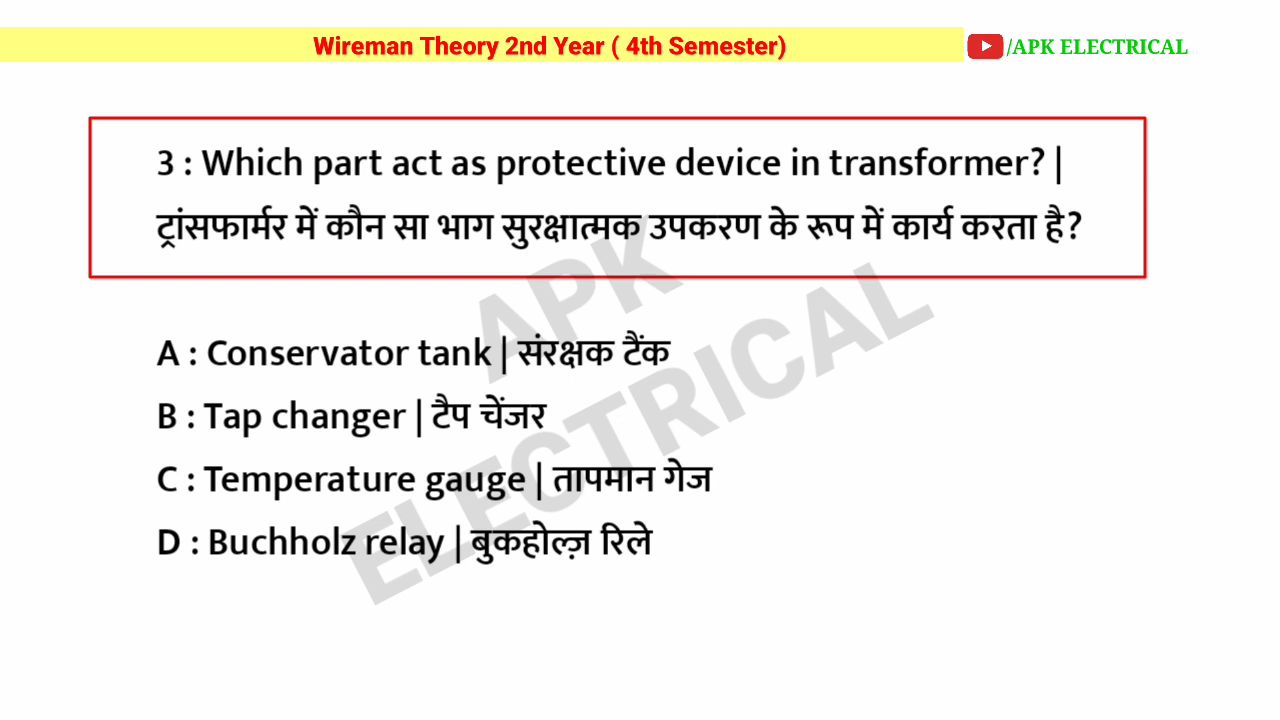 Wireman Theory 2nd Year ( 4th Semester)
/APK ELECTRICAL
3 : Which part act as protective device in transformer? |
ट्रांसफार्मर में कौन सा भाग सुरक्षात्मक उपकरण के रूप में कार्य करता है?
A : Conservator tank | संरक्षक टैंक
B : Tap changer | टैप चेंजर
C : Temperature gauge | तापमान गेज
D : Buchholz relay | बुकहोल्ज़ रिले
APK
ELECTRICAL